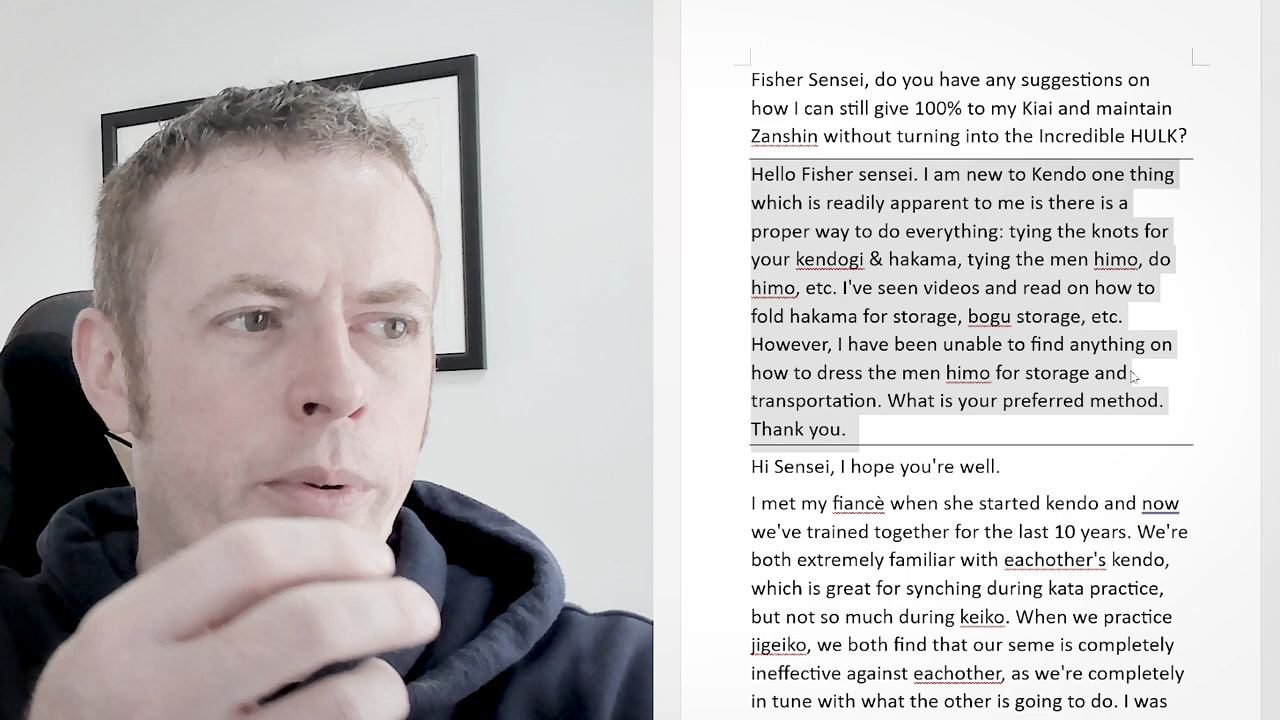 Fisher Sensei, do you have any suggestions on
how I can still give 100% to my Kiai and maintain
Zanshin without turning into the Incredible HULK?
Hello Fisher sensei. I am new to Kendo one thing
which is readily apparent to me is there is a
proper way to do everything: tying the knots for
your kendogi & hakama, tying the men himo, do
himo, etc. I've seen videos and read on how to
fold hakama for storage, bogu storage, etc.
However, I have been unable to find anything on
how to dress the men himo for storage and
transportation. What is your preferred method.
Thank you.
Hi Sensei, I hope you're well.
I met my fiancè when she started kendo and now
we've trained together for the last 10 years. We're
both extremely familiar with eachother's kendo,
which is great for synching during kata practice,
but not so much during keiko. When we practice
jigeiko, we both find that our seme is completely
ineffective against eachother, as we're completely
in tune with what the other is going to do. I was